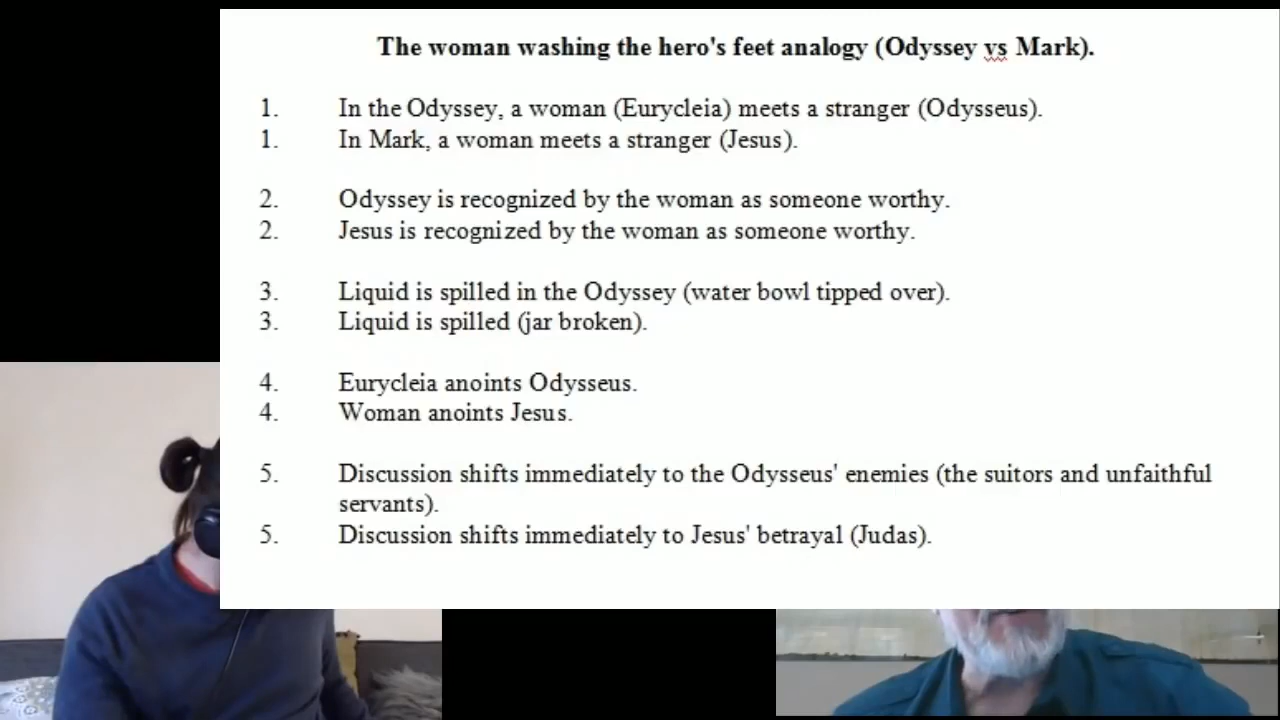 The woman washing the hero's feet analogy (Odyssey vs Mark).
1. In the Odyssey, a woman (Eurycleia) meets a stranger (Odysseus).
1. In Mark, a woman meets a stranger (Jesus).
2. Odyssey is recognized by the woman as someone worthy.
2. Jesus is recognized by the woman as someone worthy.
3. Liquid is spilled in the Odyssey (water bowl tipped over).
3. Liquid is spilled (jar broken).
4. Eurycleia anoints Odysseus.
4. Woman anoints Jesus.
5. Discussion shifts immediately to the Odysseus' enemies (the suitors and unfaithful
servants).
5. Discussion shifts immediately to Jesus' betrayal (Judas).